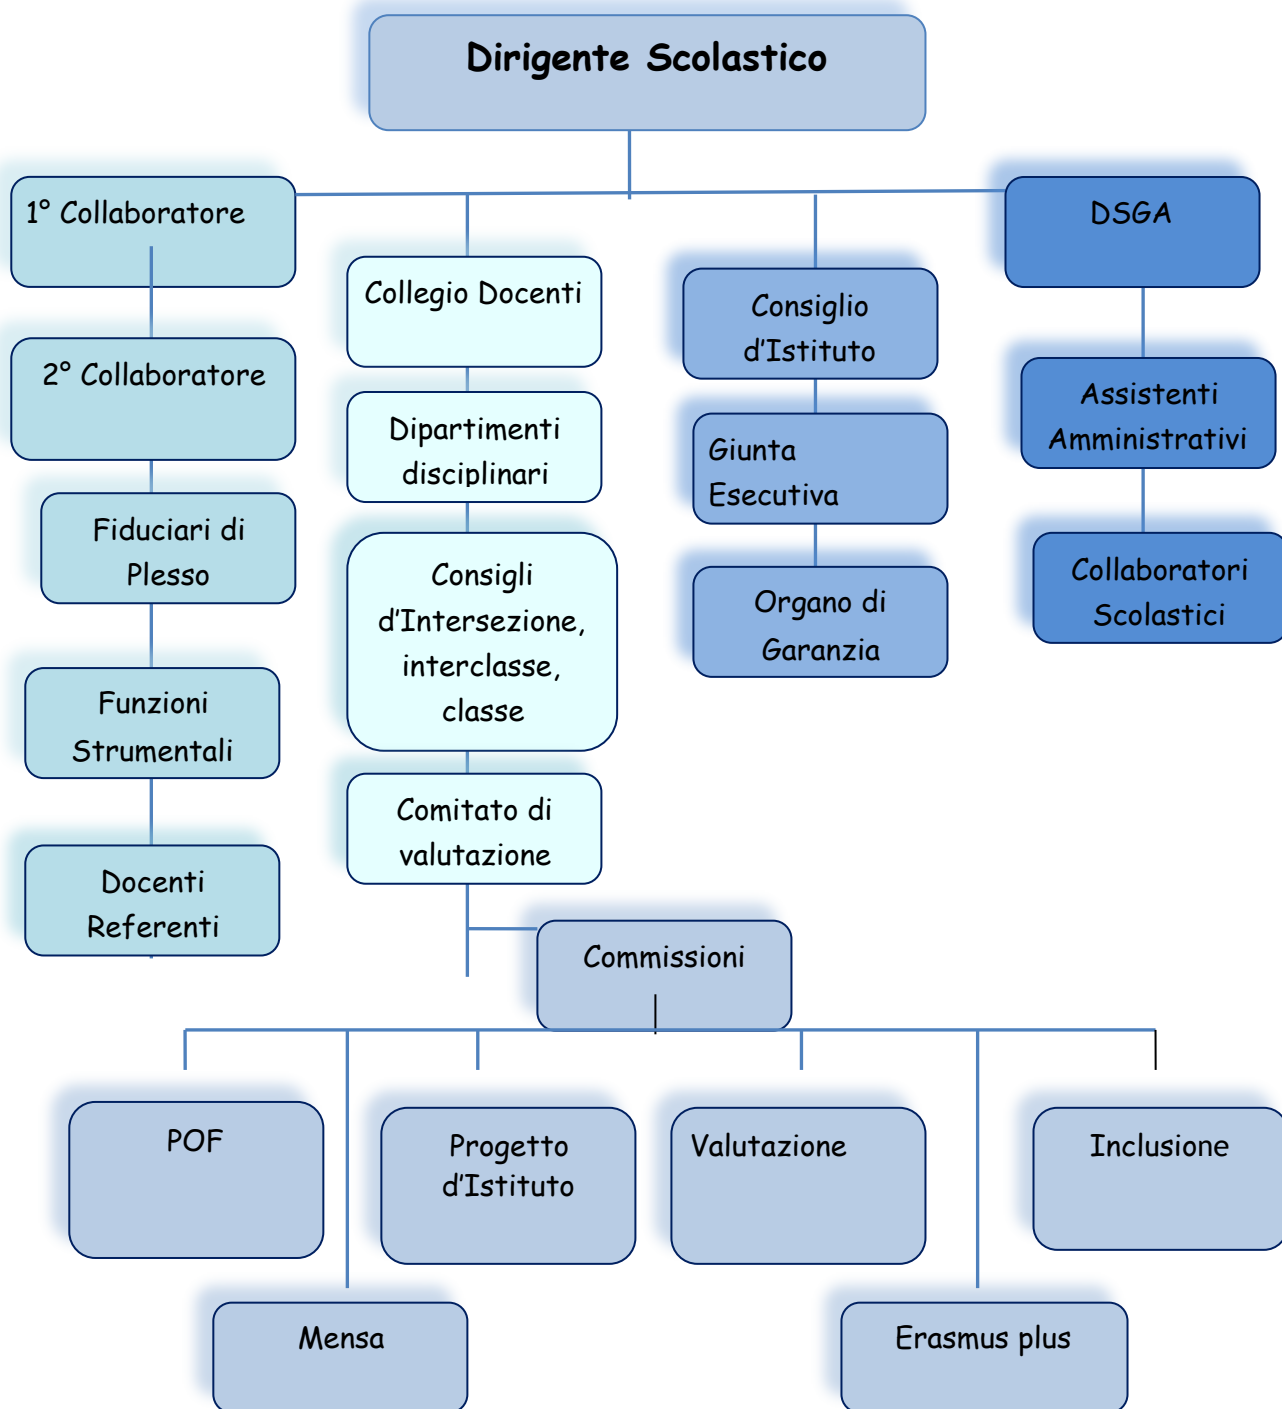 Dirigente Scolastico
1° Collaboratore
DSGA
Collegio Docenti
Consiglio
d'Istituto
2° Collaboratore
Assistenti
Amministrativi
Dipartimenti
disciplinari
Giunta
Esecutiva
Fiduciari di
Plesso
Consigli
d'Intersezione,
interclasse,
classe
Collaboratori
Scolastici
Organo di
Garanzia
Funzioni
Strumentali
Comitato di
valutazione
Docenti
Referenti
Commissioni
POF
Progetto
d'Istituto
Valutazione
Inclusione
Mensa
Erasmus plus